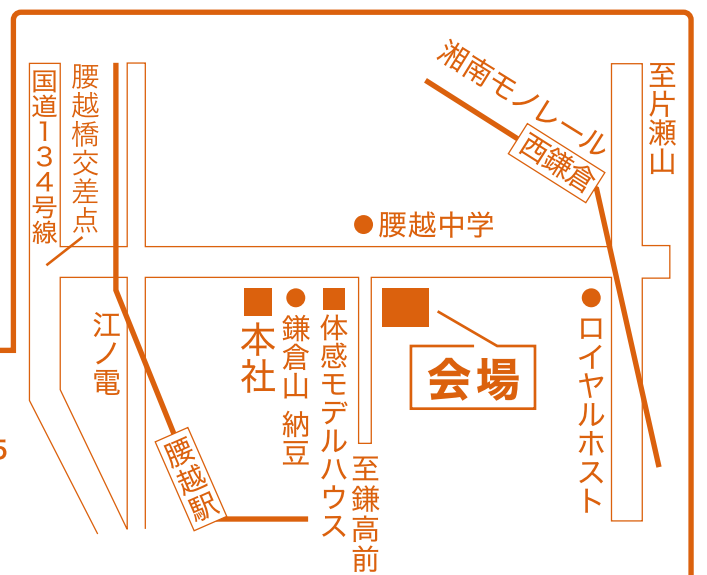 国道134号線
腰越橋交差点
湘南モノレール
西鎌倉
至片瀬山
腰越中学
江ノ電
本社
鎌倉山 納豆
体感モデルハウス
会場
ロイヤルホスト
腰越駅
至鎌高前
5